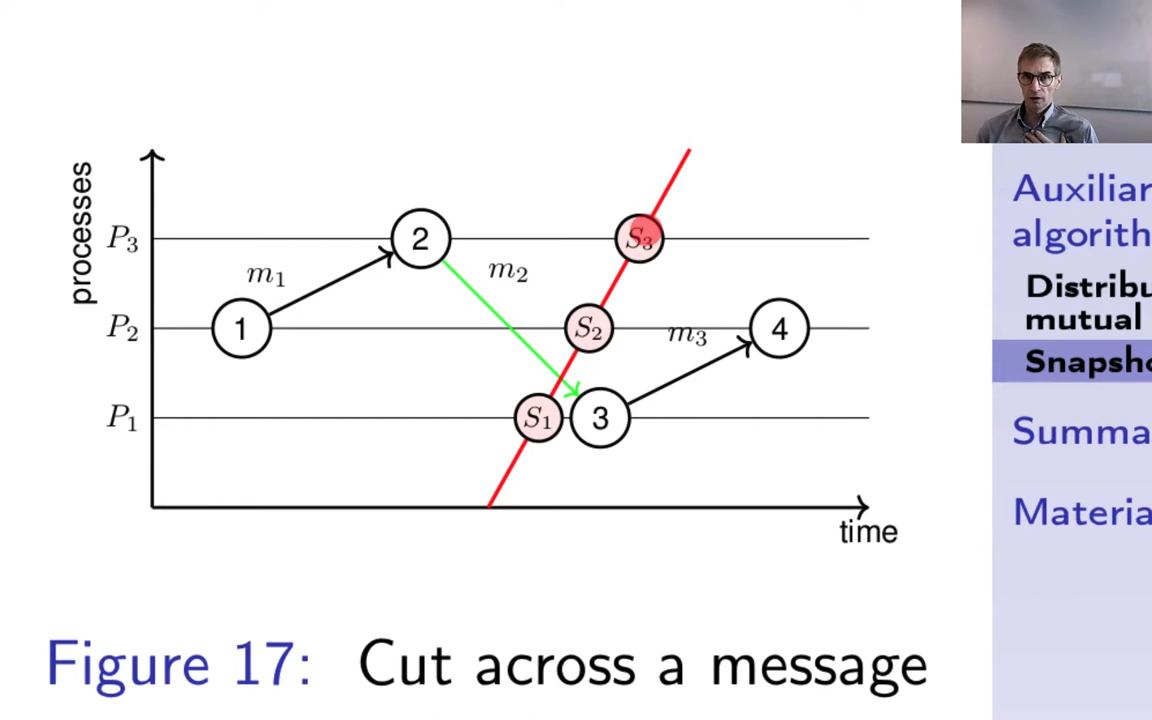 processes
P3
P2
P1
m1
m2
m3
1
2
3
4
S3
S2
S1
time
Figure 17: Cut across a message
Auxiliar
algorith
Distribu
mutual
Snapsho
Summa
Materia